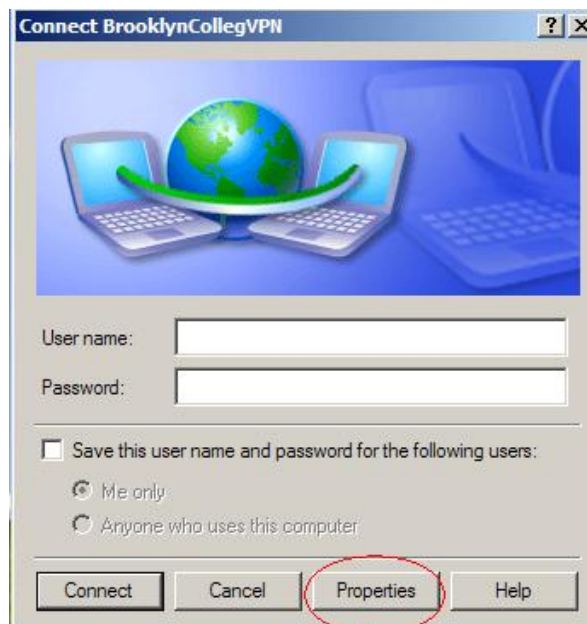 Connect BrooklynCollegVPN
User name:
Password:
Save this user name and password for the following users:
Me only
Anyone who uses this computer
Connect Cancel Properties Help